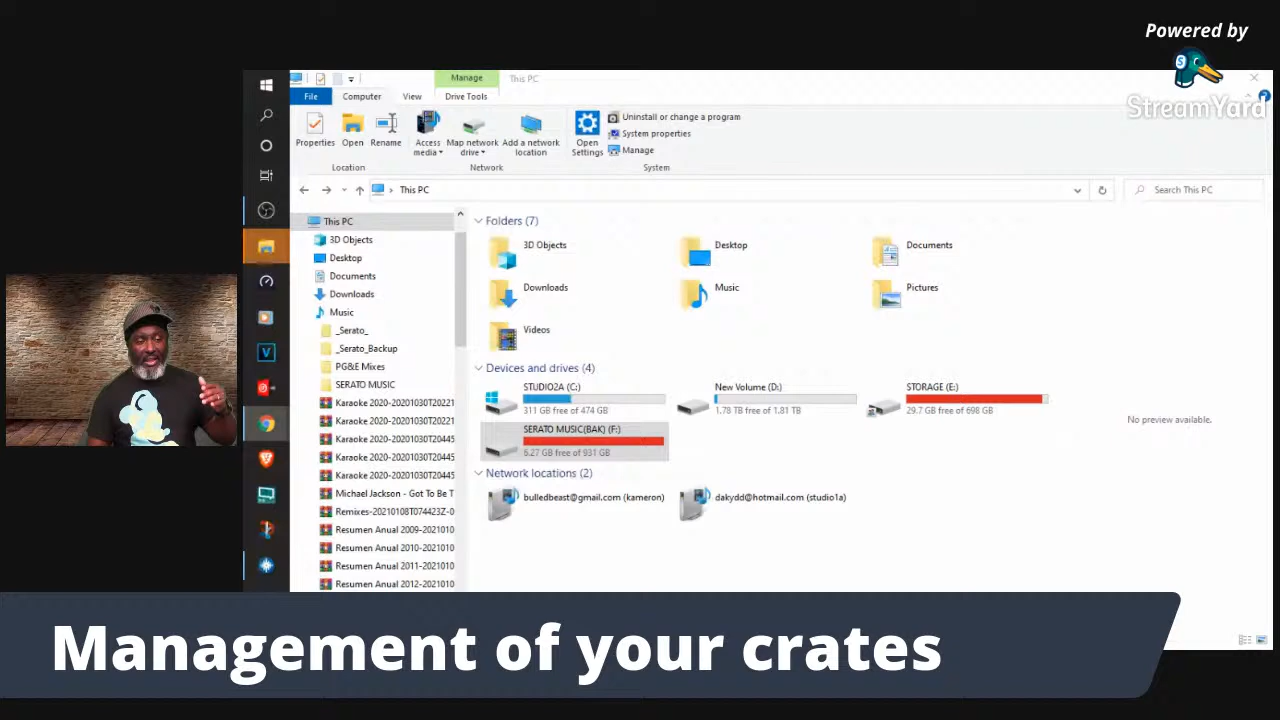 Powered by
StreamYard
Manage
This PC
File
Computer
View
Drive Tools
Properties
Open
Rename
Access media
Map network drive
Add a network location
Open Settings
Uninstall or change a program
System properties
Manage
Location
Network
System
This PC
Search This PC
This PC
3D Objects
Desktop
Documents
Downloads
Music
_Serato_
_Serato_Backup
PG&E Mixes
SERATO MUSIC
Karaoke 2020-20201030T20221
Karaoke 2020-20201030T20221
Karaoke 2020-20201030T20445
Karaoke 2020-20201030T20445
Karaoke 2020-20201030T20445
Michael Jackson - Got To Be T
Remixes-20210108T074423Z-0
Resumen Anual 2009-2021010
Resumen Anual 2010-2021010
Resumen Anual 2011-2021010
Resumen Anual 2012-2021010
Folders (7)
3D Objects
Desktop
Documents
Downloads
Music
Pictures
Videos
Devices and drives (4)
STUDIO2A (C:)
311 GB free of 474 GB
New Volume (D:)
1.78 TB free of 1.81 TB
STORAGE (E:)
29.7 GB free of 698 GB
SERATO MUSIC(BAK) (F:)
6.27 GB free of 931 GB
Network locations (2)
bulledbeast@gmail.com (kameron)
dakydd@hotmail.com (studio1a)
No preview available.
Management of your crates